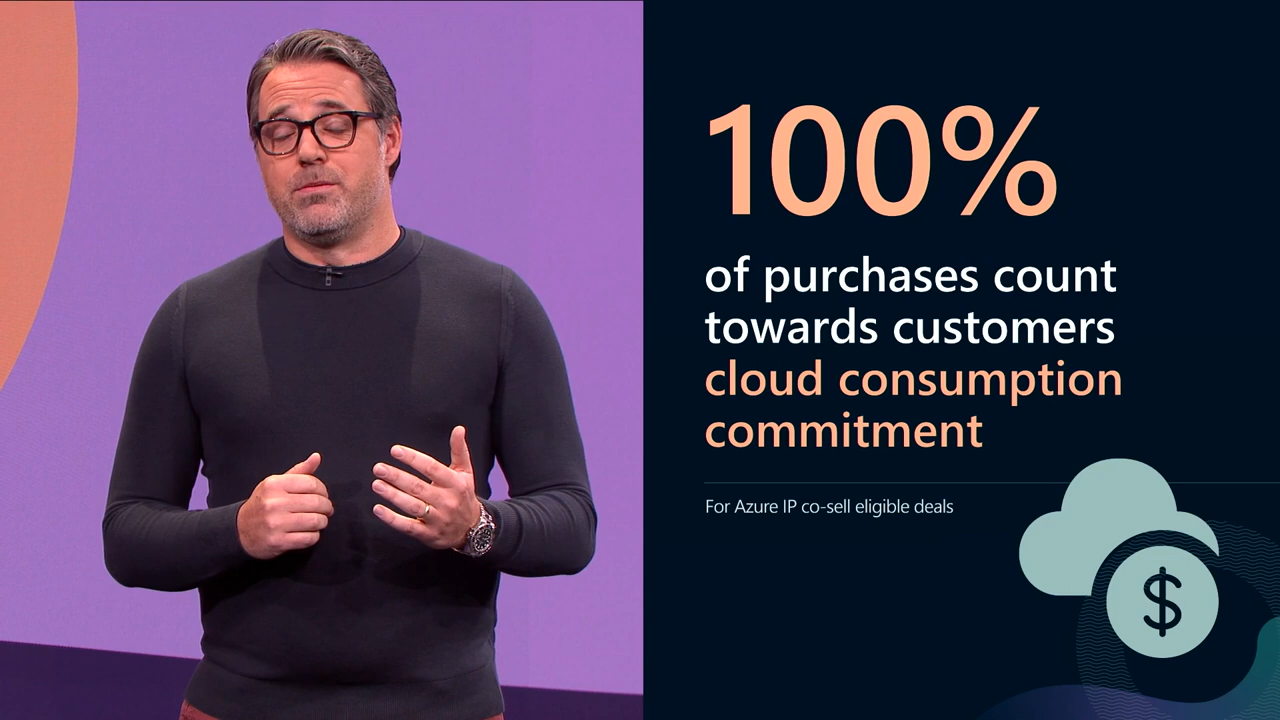 100%
of purchases count
towards customers
cloud consumption
commitment
For Azure IP co-sell eligible deals
$